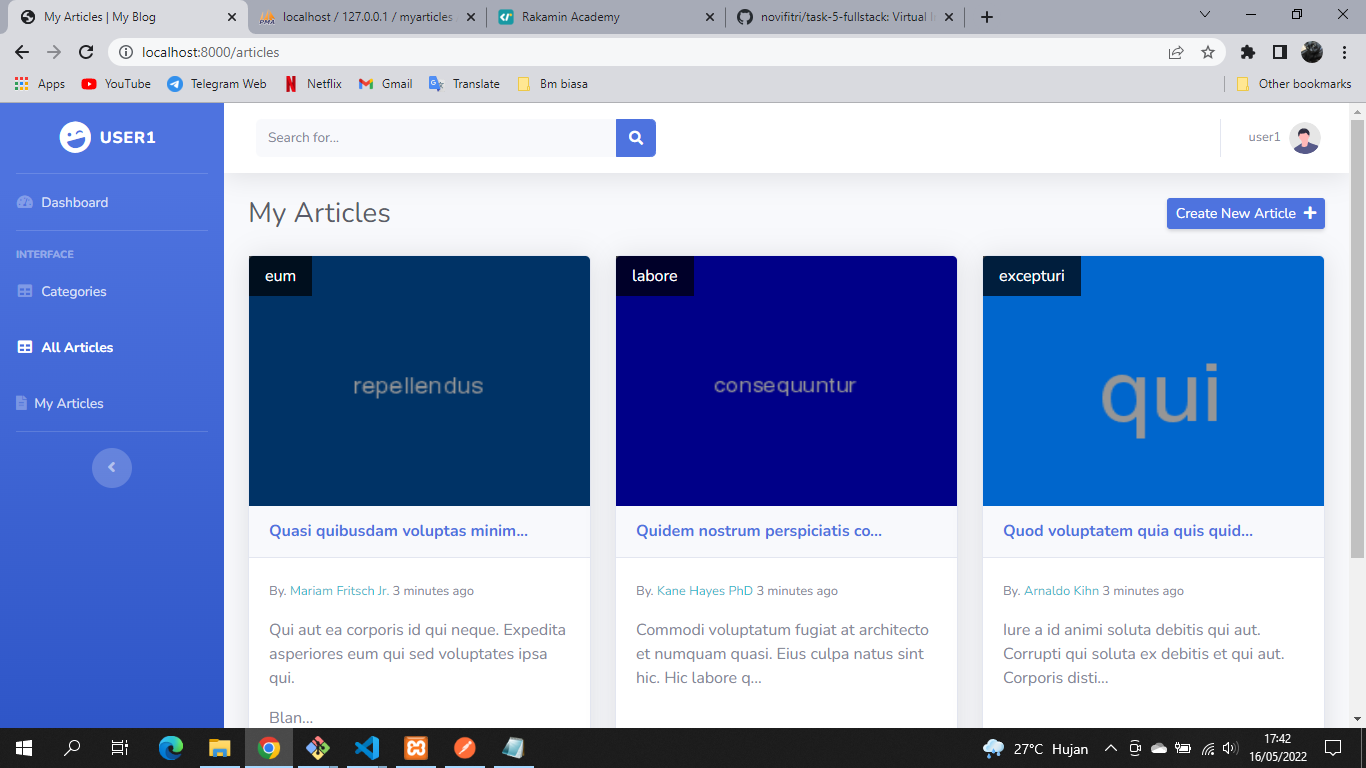 My Articles | My Blog
localhost / 127.0.0.1 / myarticles
Rakamin Academy
novifitri/task-5-fullstack: Virtual I
localhost:8000/articles
Apps
YouTube
Telegram Web
Netflix
Gmail
Translate
Bm biasa
Other bookmarks
USER1
Search for...
user1
Dashboard
INTERFACE
Categories
All Articles
My Articles
My Articles
Create New Article
eum
repellendus
Quasi quibusdam voluptas minim...
By. Mariam Fritsch Jr. 3 minutes ago
Qui aut ea corporis id qui neque. Expedita
asperiores eum qui sed voluptates ipsa
qui.
Blan...
labore
consequuntur
Quidem nostrum perspiciatis co...
By. Kane Hayes PhD 3 minutes ago
Commodi voluptatum fugiat at architecto
et numquam quasi. Eius culpa natus sint
hic. Hic labore q...
excepturi
qui
Quod voluptatem quia quis quid...
By. Arnaldo Kihn 3 minutes ago
Iure a id animi soluta debitis qui aut.
Corrupti qui soluta ex debitis et qui aut.
Corporis disti...
27°C Hujan
17:42
16/05/2022